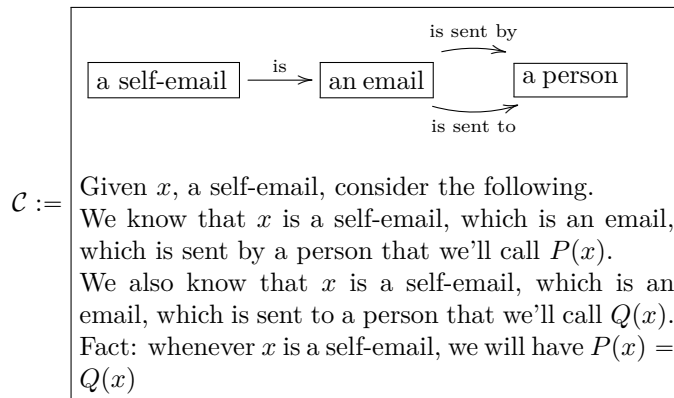 is sent by
a self-email
is
an email
a person
is sent to
𝒞 :=
Given x, a self-email, consider the following.
We know that x is a self-email, which is an email,
which is sent by a person that we'll call P(x).
We also know that x is a self-email, which is an
email, which is sent to a person that we'll call Q(x).
Fact: whenever x is a self-email, we will have P(x) =
Q(x)